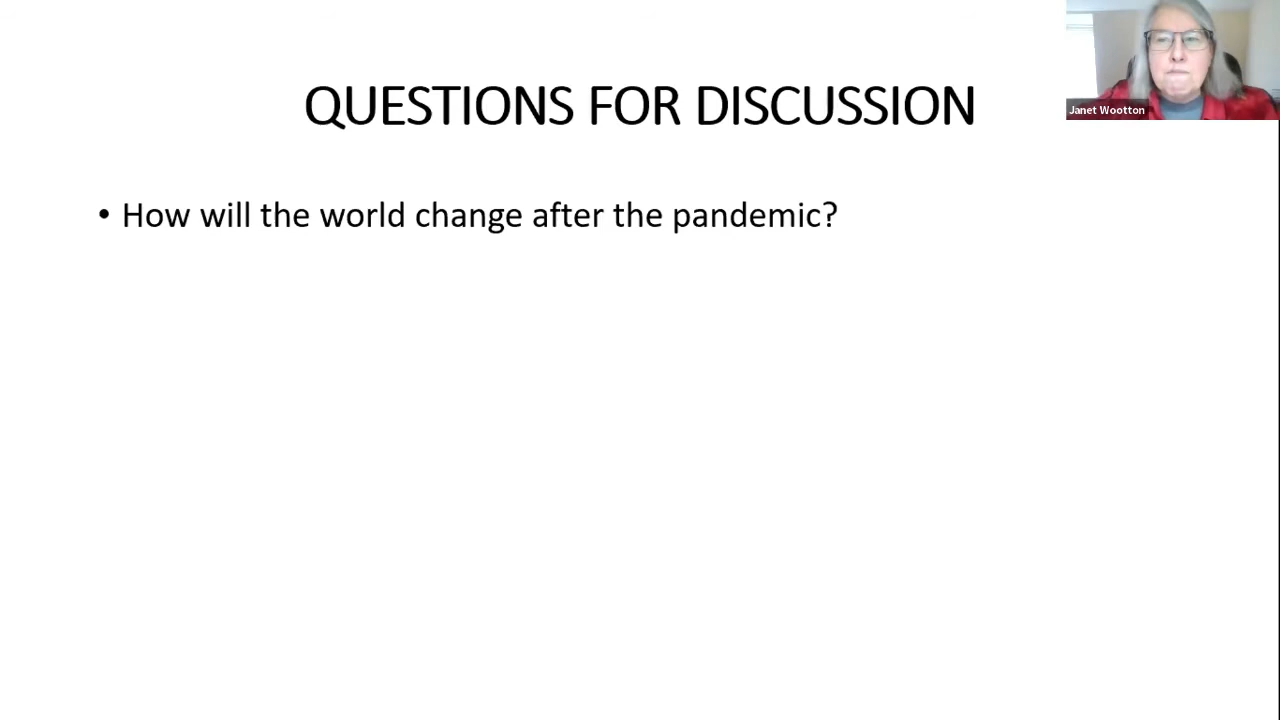 QUESTIONS FOR DISCUSSION
• How will the world change after the pandemic?
Janet Wootton